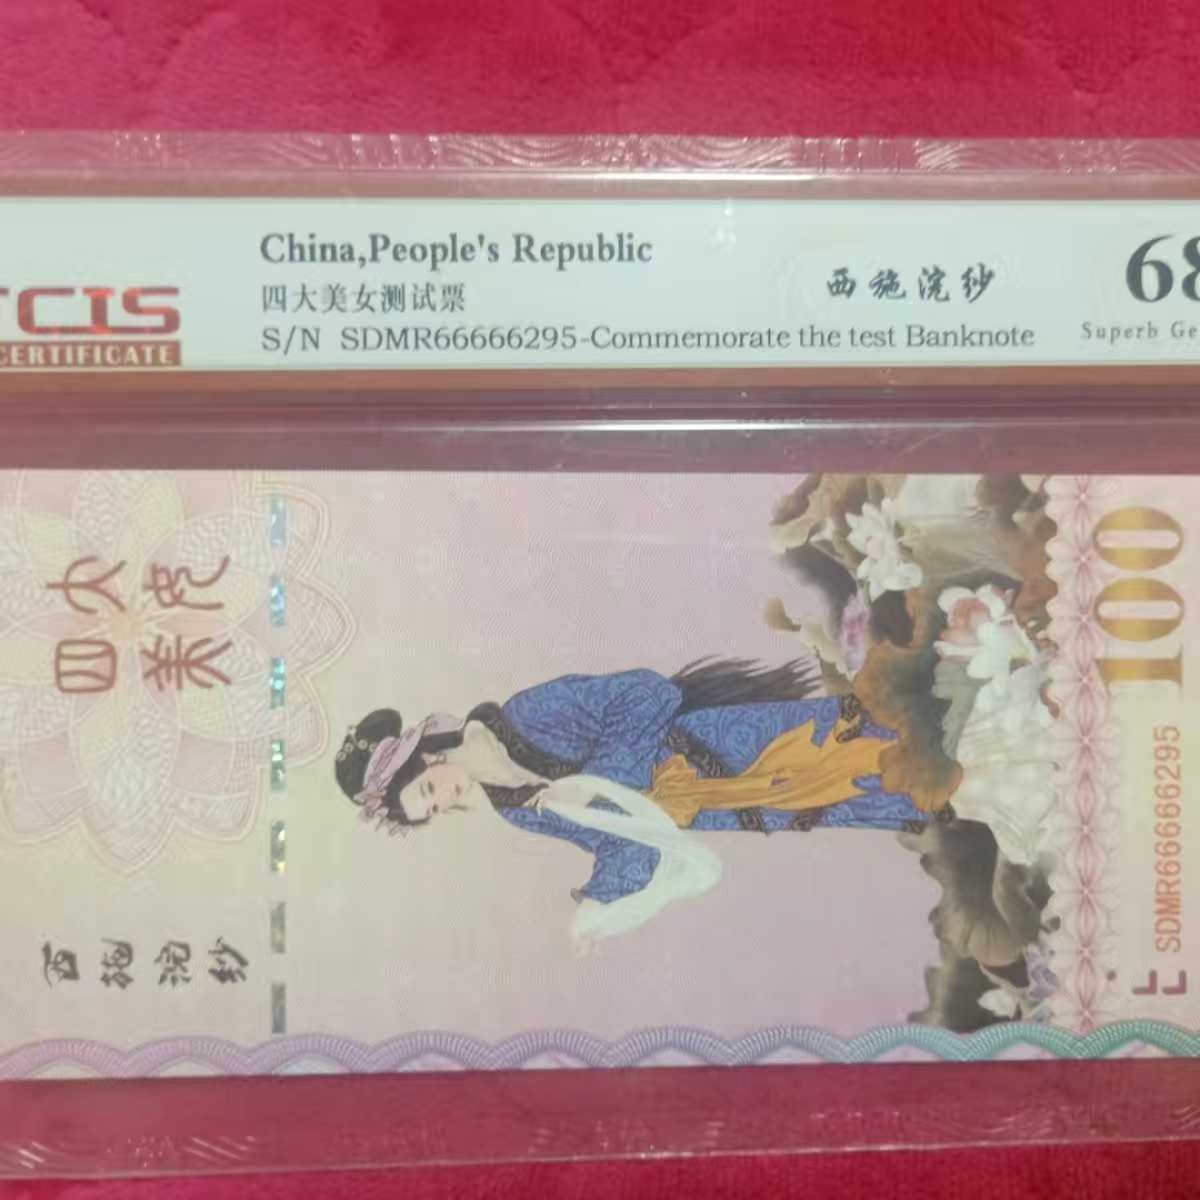 China,People's Republic
四大美女测试票
S/N SDMR66666295-Commemorate the test Banknote
西施浣纱
68
Superb Ge
TCIS
CERTIFICATE
四大
美女
西施浣纱
100
SDMR66666295